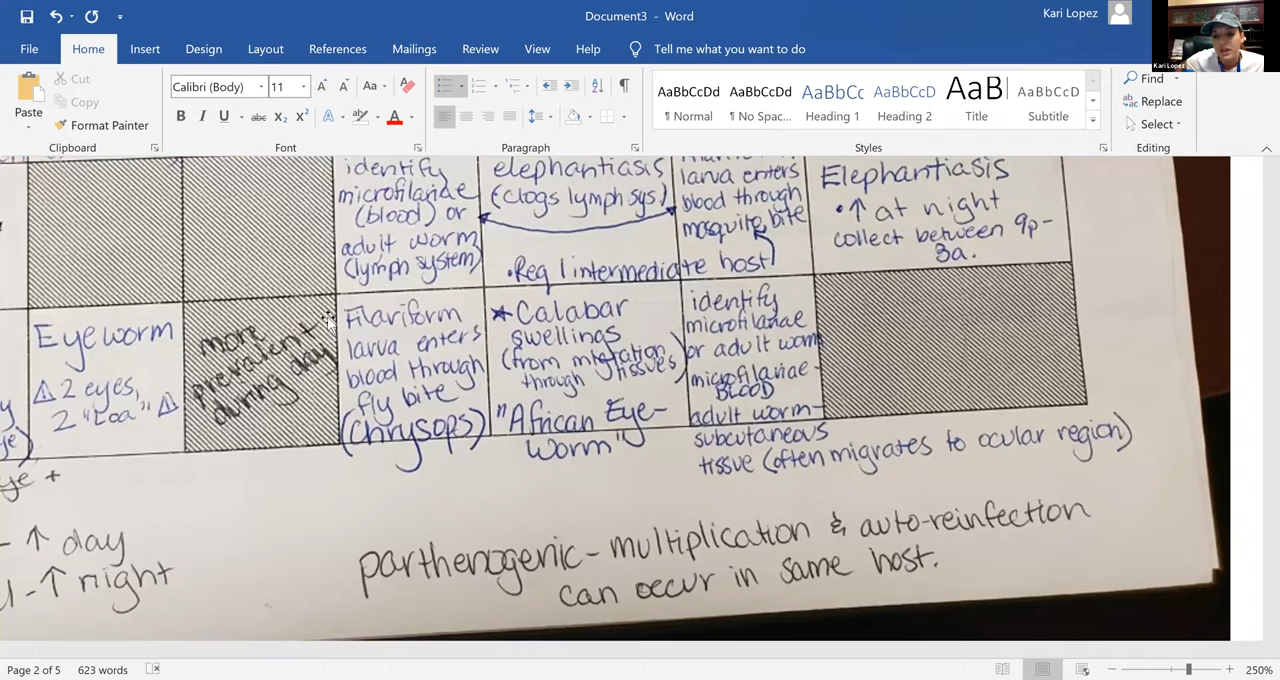 Document3 - Word
Kari Lopez
Kari Lopez
File Home Insert Design Layout References Mailings Review View Help Tell me what you want to do
Paste
Cut
Copy
Format Painter
Clipboard
Calibri (Body) 11
Font
Paragraph
AaBbCcDd AaBbCcDd AaBbCc AaBbCcD AaB AaBbCcD
¶ Normal ¶ No Spac... Heading 1 Heading 2 Title Subtitle
Styles
Find
Replace
Select
Editing
identify
microfilariae
(blood) or
adult worm
(lymph system)
elephantiasis
(clogs lymph sys)
•Req 1 intermediate host
larva enters
blood through
mosquito bite
Elephantiasis
•↑ at night
collect between 9p-
3a.
Eyeworm
⚠ 2 eyes,
2 "Loa" ⚠
more
prevalent
during day
Filariform
larva enters
blood through
fly bite
(Chrysops)
*Calabar
swellings
(from migration
through tissues)
"African Eye-
Worm"
identify
microfilariae
or adult worm
microfilariae-
BLOOD
adult worm-
subcutaneous
tissue (often migrates to ocular region)
- ↑ day
-↑ night
parthenogenic-multiplication & auto-reinfection
can occur in same host.
Page 2 of 5 623 words
250%